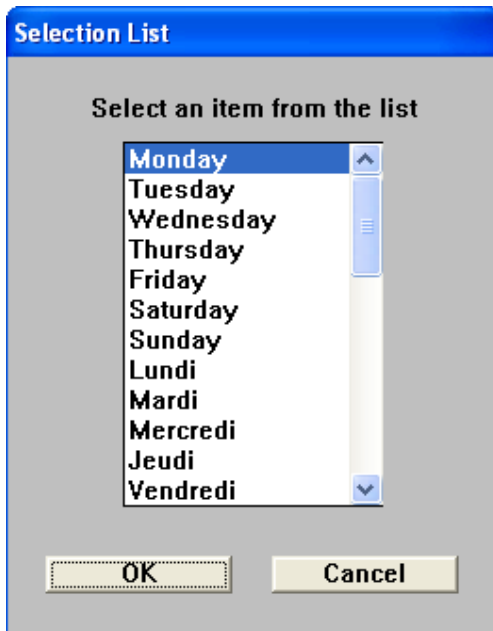 Selection List
Select an item from the list
Monday
Tuesday
Wednesday
Thursday
Friday
Saturday
Sunday
Lundi
Mardi
Mercredi
Jeudi
Vendredi
OK Cancel